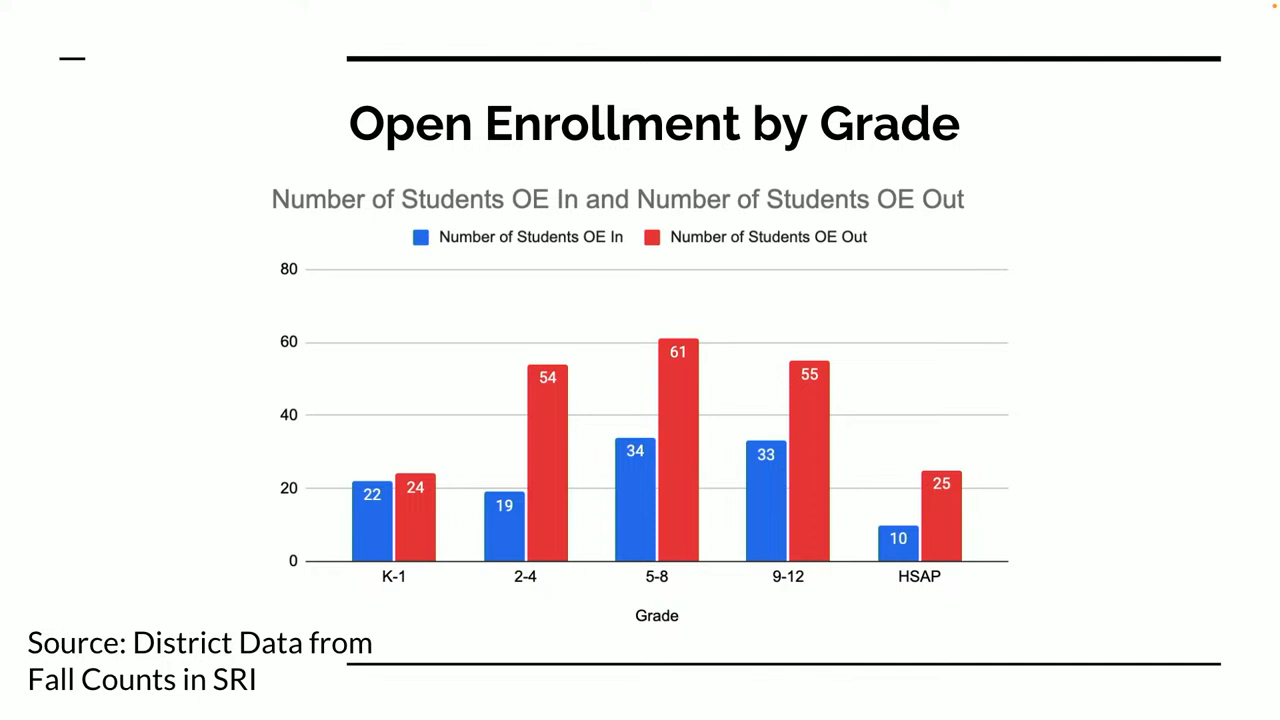 Open Enrollment by Grade
Number of Students OE In and Number of Students OE Out
Number of Students OE In
Number of Students OE Out
80
60
40
20
0
22
24
19
54
34
61
33
55
10
25
K-1
2-4
5-8
9-12
HSAP
Grade
Source: District Data from
Fall Counts in SRI